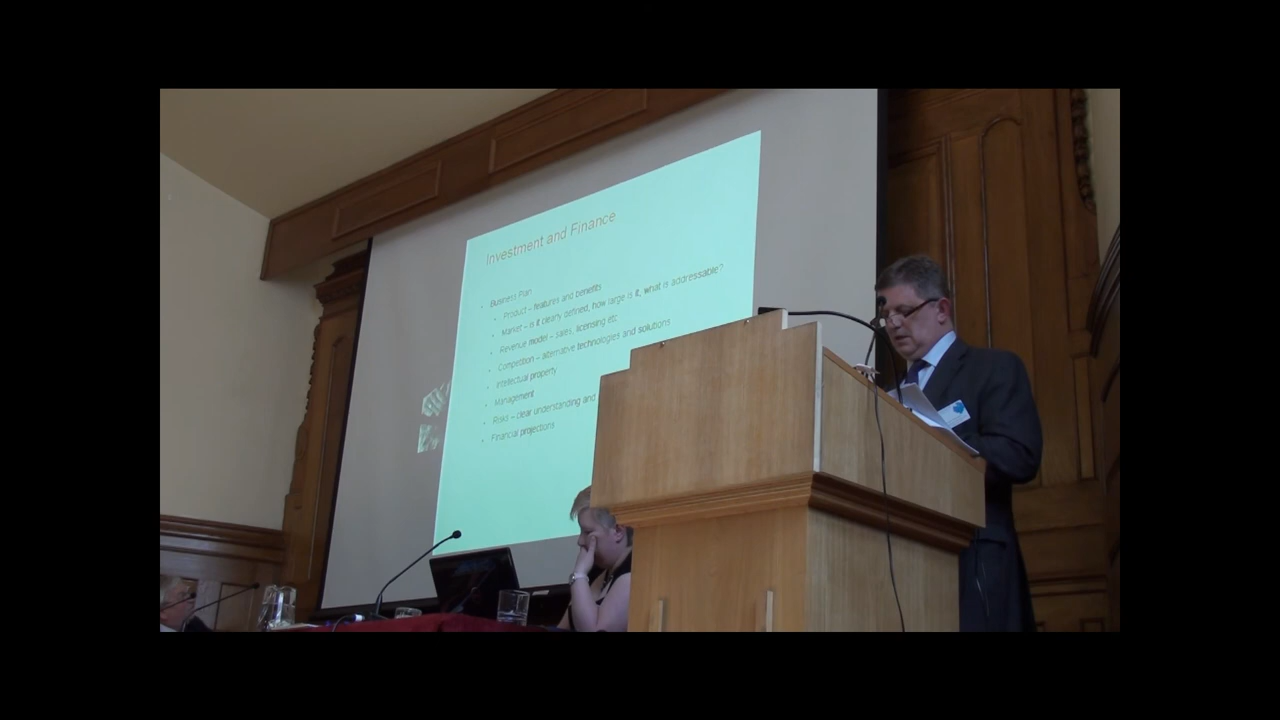 Investment and Finance
Business Plan
Product – features and benefits
Market – is it clearly defined, how large is it, what is addressable?
Revenue model – sales, licensing etc
Competition – alternative technologies and solutions
Intellectual property
Management
Risks – clear understanding and
Financial projections